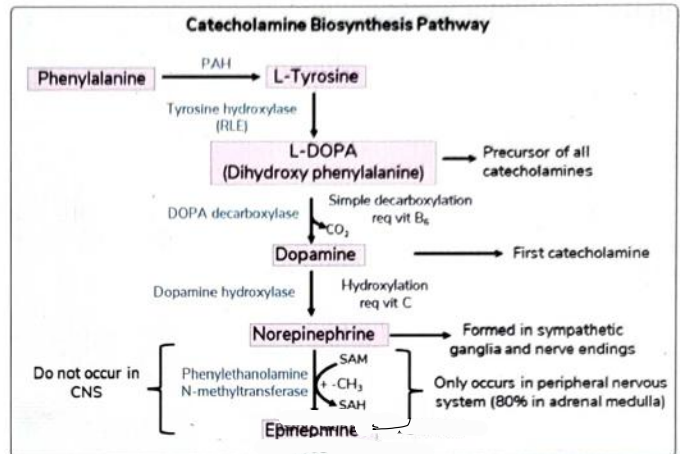 Catecholamine Biosynthesis Pathway
PAH
Phenylalanine
L-Tyrosine
Tyrosine hydroxylase
(RLE)
L-DOPA
(Dihydroxy phenylalanine)
Precursor of all
catecholamines
DOPA decarboxylase
Simple decarboxylation
req vit B₆
CO₂
Dopamine
First catecholamine
Dopamine hydroxylase
Hydroxylation
req vit C
Norepinephrine
Formed in sympathetic
ganglia and nerve endings
Do not occur in
CNS
Phenylethanolamine
N-methyltransferase
SAM
+ -CH₃
SAH
Only occurs in peripheral nervous
system (80% in adrenal medulla)
Epinephrine